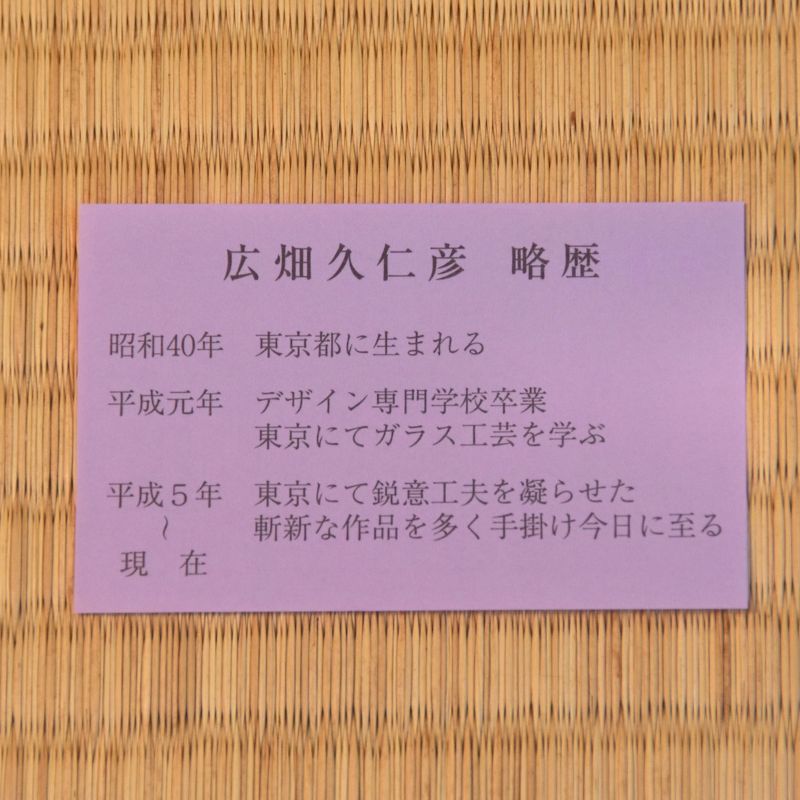 広畑久仁彦 略歴
昭和40年 東京都に生まれる
平成元年 デザイン専門学校卒業
東京にてガラス工芸を学ぶ
平成５年 東京にて鋭意工夫を凝らせた
〜 斬新な作品を多く手掛け今日に至る
現 在